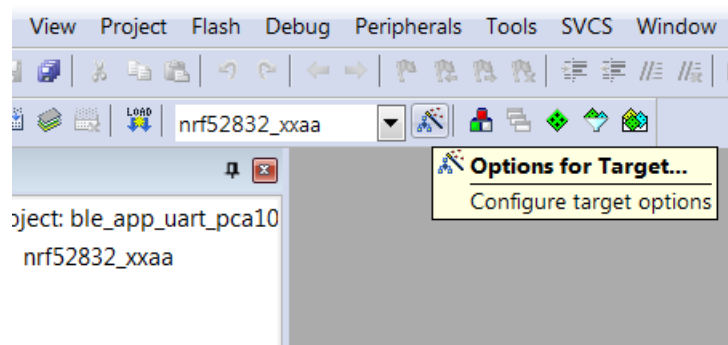 View Project Flash Debug Peripherals Tools SVCS Window
LOAD nrf52832_xxaa
Options for Target...
Configure target options
oject: ble_app_uart_pca10
nrf52832_xxaa